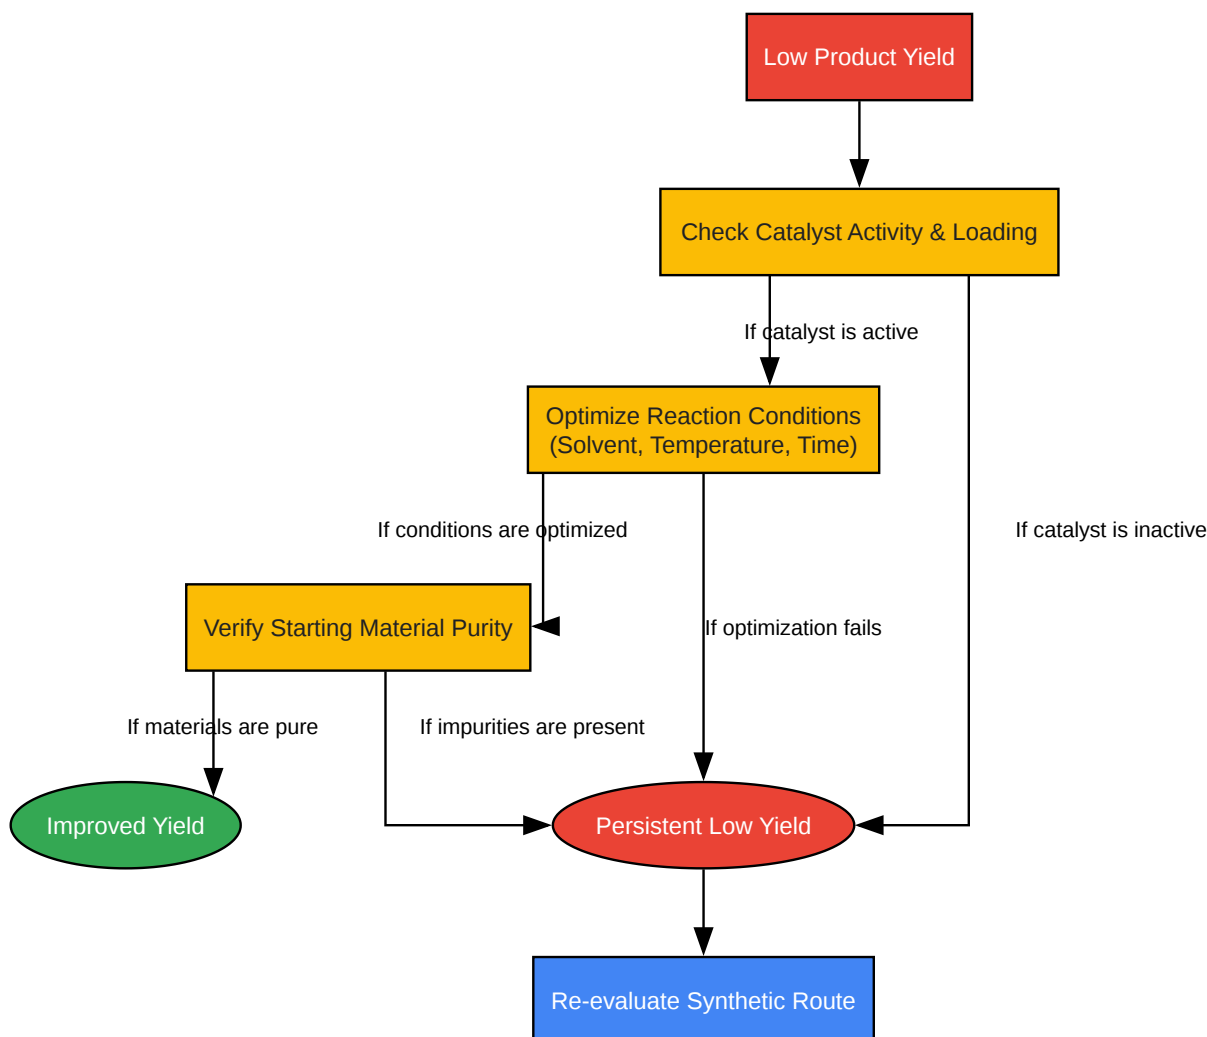 Low Product Yield
Check Catalyst Activity & Loading
If catalyst is active
Optimize Reaction Conditions
(Solvent, Temperature, Time)
If conditions are optimized
If catalyst is inactive
Verify Starting Material Purity
If optimization fails
If materials are pure
If impurities are present
Improved Yield
Persistent Low Yield
Re-evaluate Synthetic Route